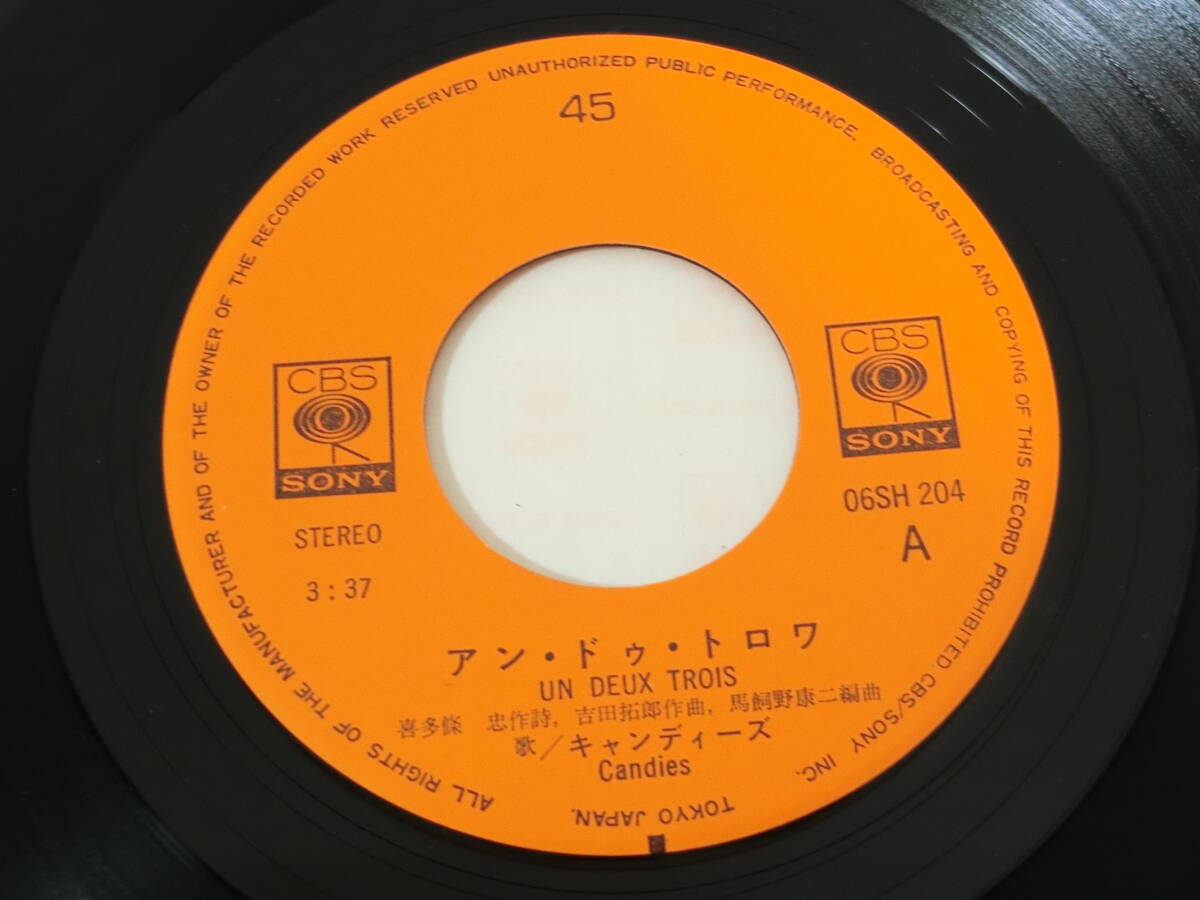 ALL RIGHTS OF THE MANUFACTURER AND OF THE OWNER OF THE RECORDED WORK RESERVED UNAUTHORIZED PUBLIC PERFORMANCE. BROADCASTING AND COPYING OF THIS RECORD PROHIBITED. CBS/SONY INC. TOKYO JAPAN.
45
CBS
SONY
CBS
SONY
STEREO
3:37
06SH 204
A
アン・ドゥ・トロワ
UN DEUX TROIS
喜多條 忠作詩, 吉田拓郎作曲, 馬飼野康二編曲
歌/キャンディーズ
Candies